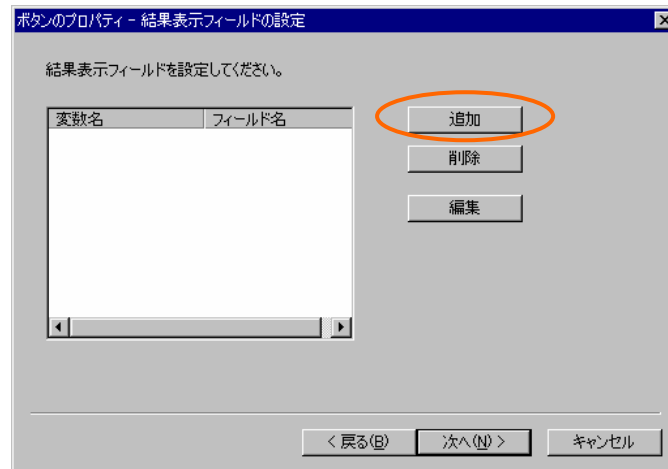 ボタンのプロパティ - 結果表示フィールドの設定
結果表示フィールドを設定してください。
変数名 フィールド名
追加
削除
編集
< 戻る(B) 次へ(N) > キャンセル